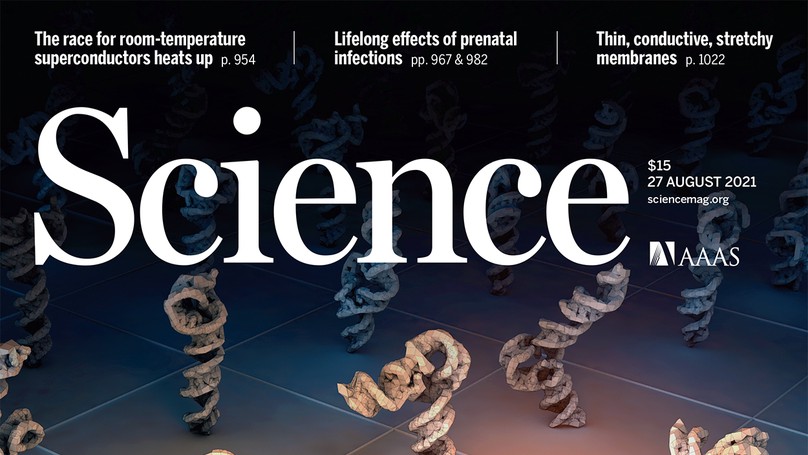 The race for room-temperature
superconductors heats up p. 954
Lifelong effects of prenatal
infections pp. 967 & 982
Thin, conductive, stretchy
membranes p. 1022
Science
$15
27 AUGUST 2021
sciencemag.org
AAAS